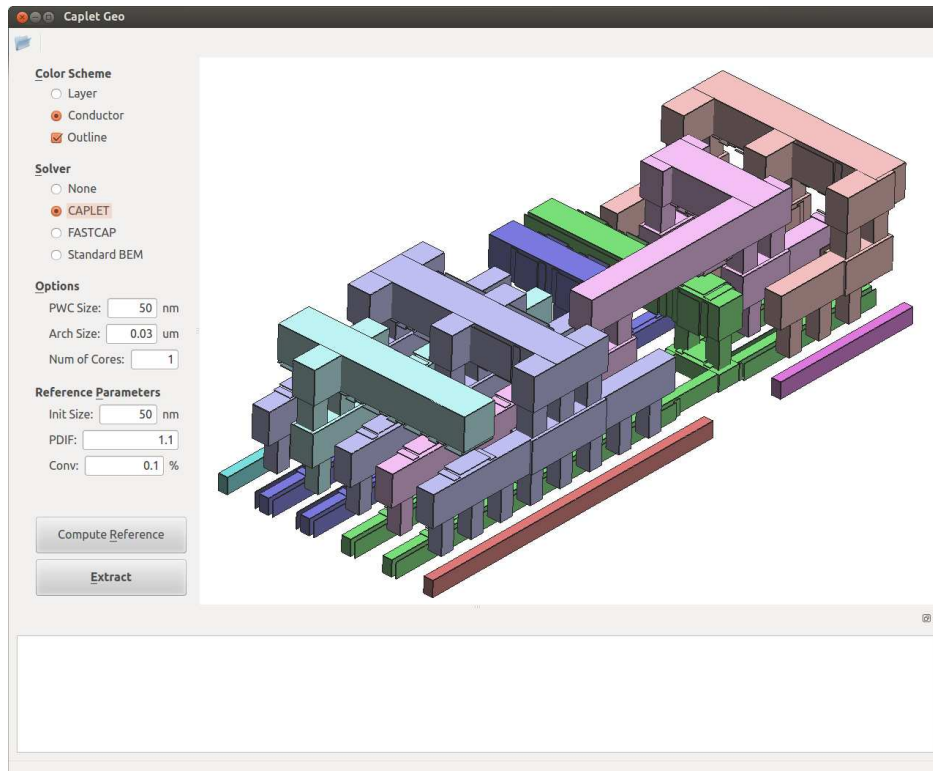 Caplet Geo
Color Scheme
Layer
Conductor
Outline
Solver
None
CAPLET
FASTCAP
Standard BEM
Options
PWC Size: 50 nm
Arch Size: 0.03 um
Num of Cores: 1
Reference Parameters
Init Size: 50 nm
PDIF: 1.1
Conv: 0.1 %
Compute Reference
Extract